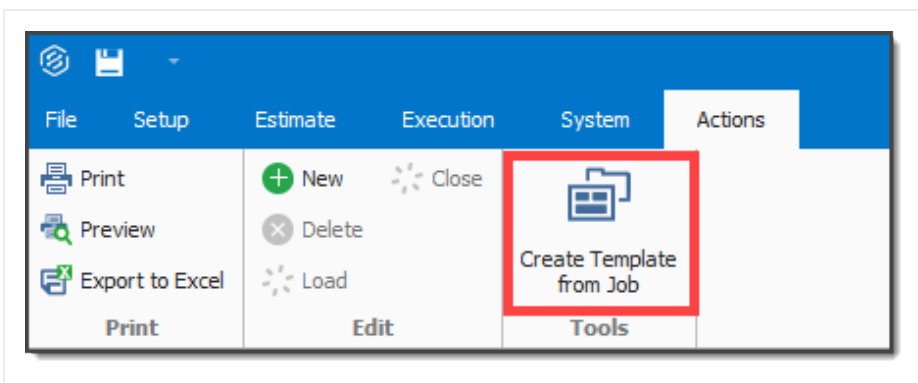 File Setup Estimate Execution System Actions
Print New Close
Preview Delete
Export to Excel Load
Create Template
from Job
Print Edit Tools